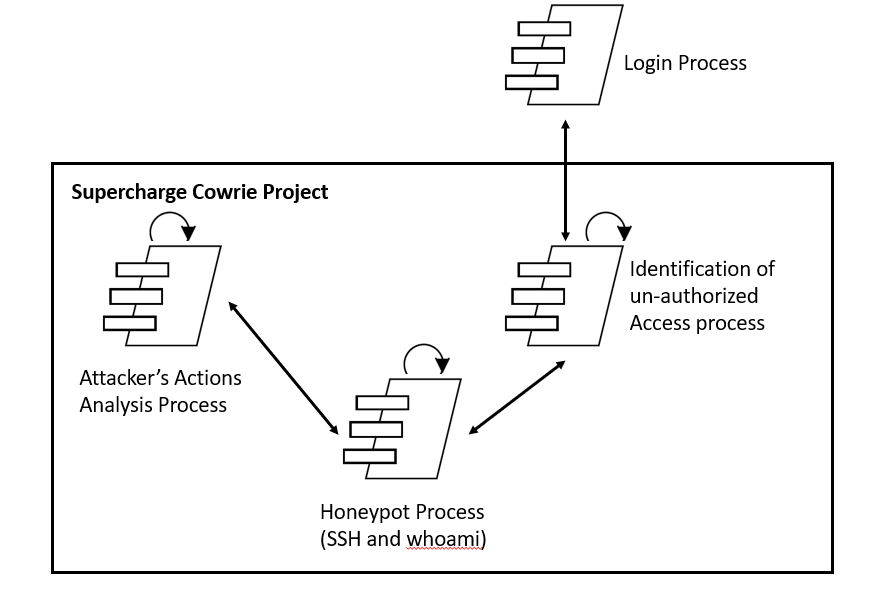 Login Process
Supercharge Cowrie Project
Identification of
un-authorized
Access process
Attacker’s Actions
Analysis Process
Honeypot Process
(SSH and whoami)